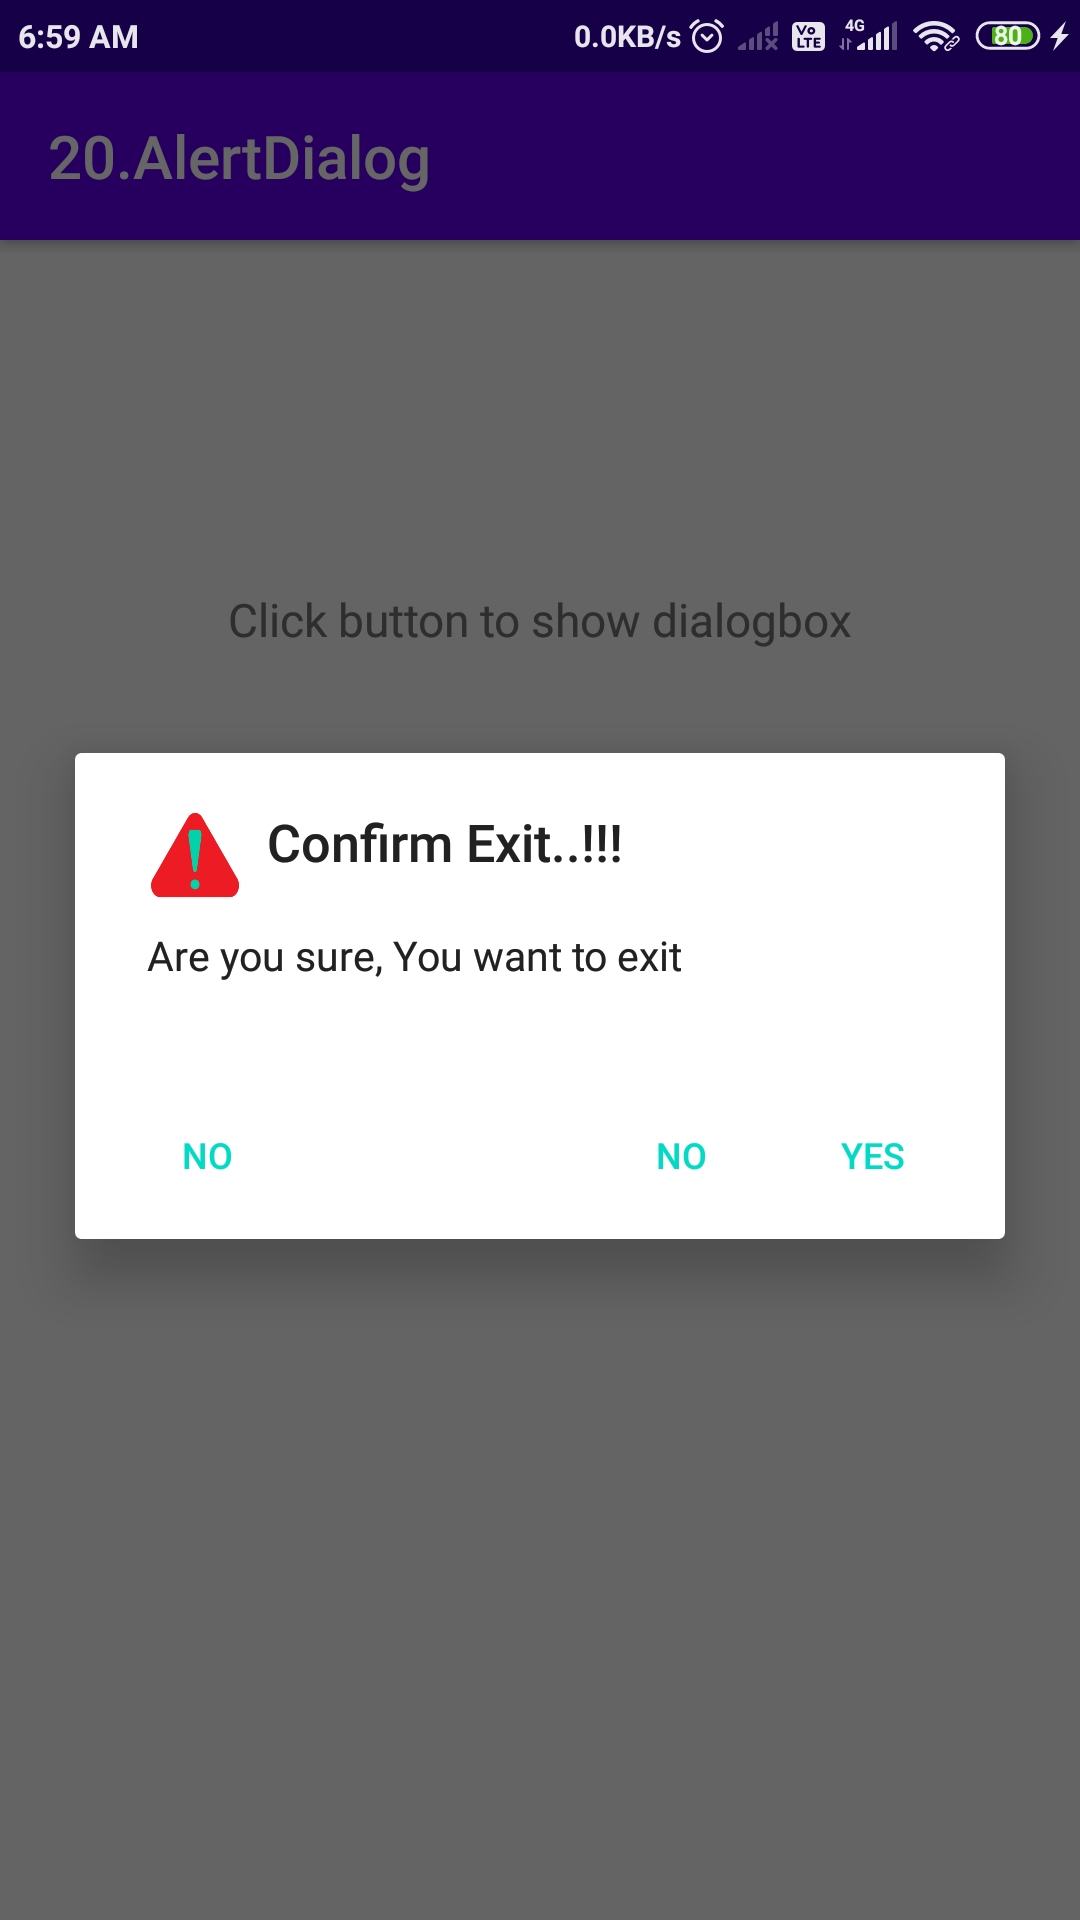 6:59 AM 0.0KB/s Vo LTE 4G 80
20.AlertDialog
Click button to show dialogbox
Confirm Exit..!!!
Are you sure, You want to exit
NO NO YES